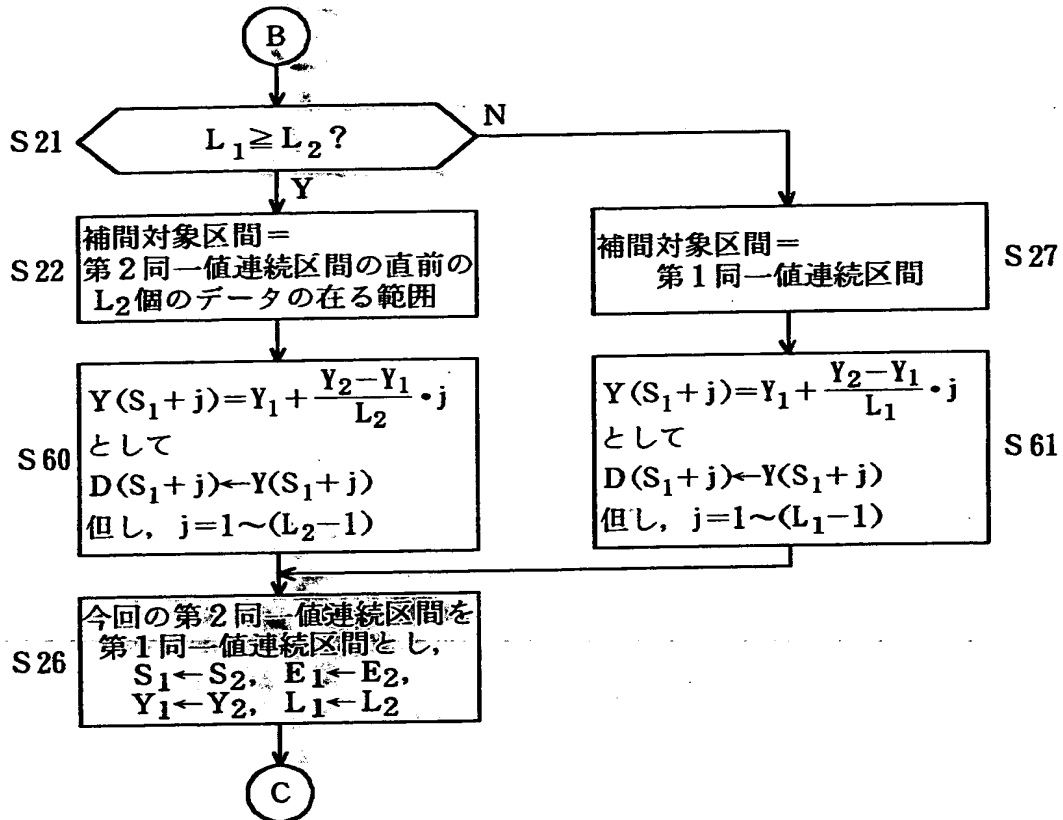 B
S21
L₁≧L₂?
N
Y
S22
補間対象区間=
第2同一値連続区間の直前の
L₂個のデータの在る範囲
補間対象区間=
第1同一値連続区間
S27
S60
Y(S₁+j)=Y₁+(Y₂−Y₁)/L₂・j
として
D(S₁+j)←Y(S₁+j)
但し, j=1~(L₂−1)
Y(S₁+j)=Y₁+(Y₂−Y₁)/L₁・j
として
D(S₁+j)←Y(S₁+j)
但し, j=1~(L₁−1)
S61
S26
今回の第2同一値連続区間を
第1同一値連続区間とし,
S₁←S₂, E₁←E₂,
Y₁←Y₂, L₁←L₂
C